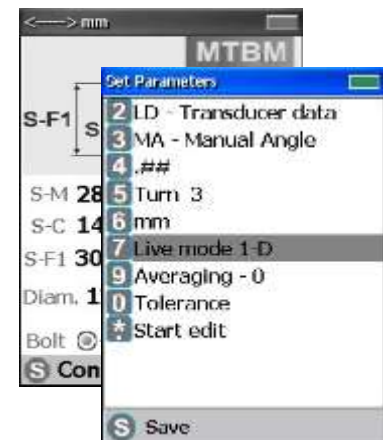 <---> mm
MTBM
S-F1
S
S-M 28
S-C 14
S-F1 30
Diam. 1
Bolt
S Con
Set Parameters
2 LD - Transducer data
3 MA - Manual Angle
4 .##
5 Turn 3
6 mm
7 Live mode 1-D
9 Averaging - 0
0 Tolerance
*. Start edit
S Save